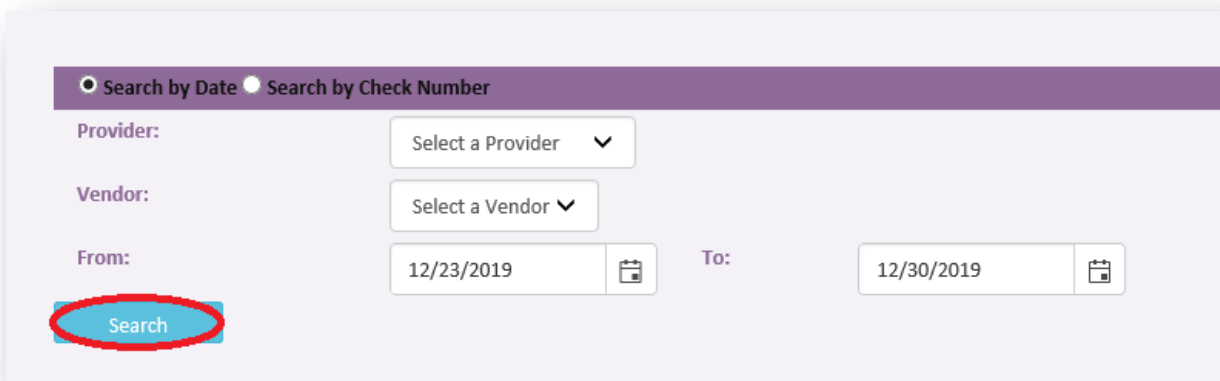 Search by Date Search by Check Number
Provider: Select a Provider
Vendor: Select a Vendor
From: 12/23/2019 To: 12/30/2019
Search